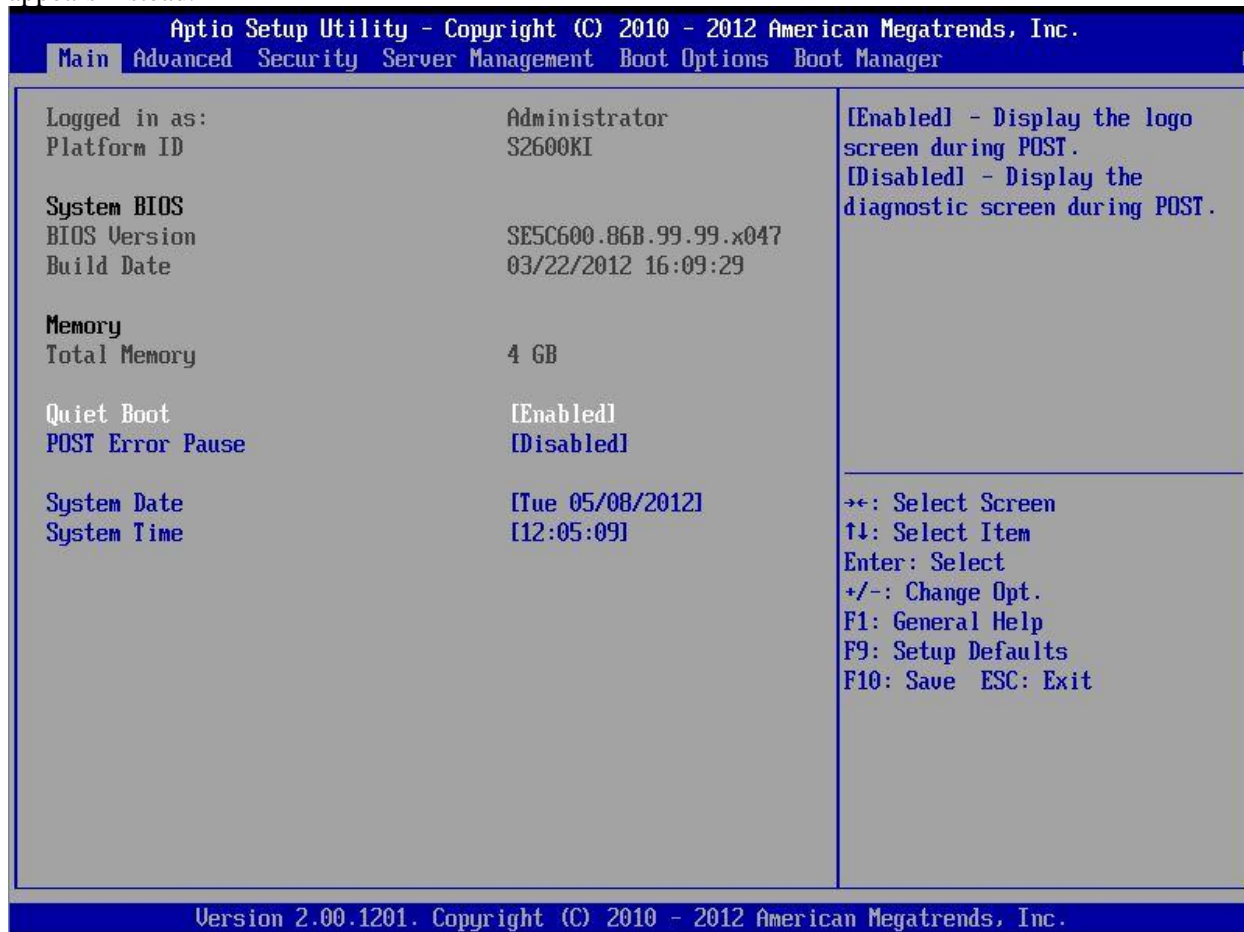 Aptio Setup Utility - Copyright (C) 2010 - 2012 American Megatrends, Inc.
Main Advanced Security Server Management Boot Options Boot Manager
Logged in as: Administrator
Platform ID S2600KI
System BIOS
BIOS Version SE5C600.86B.99.99.x047
Build Date 03/22/2012 16:09:29
Memory
Total Memory 4 GB
Quiet Boot [Enabled]
POST Error Pause [Disabled]
System Date [Tue 05/08/2012]
System Time [12:05:09]
[Enabled] - Display the logo
screen during POST.
[Disabled] - Display the
diagnostic screen during POST.
→←: Select Screen
↑↓: Select Item
Enter: Select
+/-: Change Opt.
F1: General Help
F9: Setup Defaults
F10: Save ESC: Exit
Version 2.00.1201. Copyright (C) 2010 - 2012 American Megatrends, Inc.